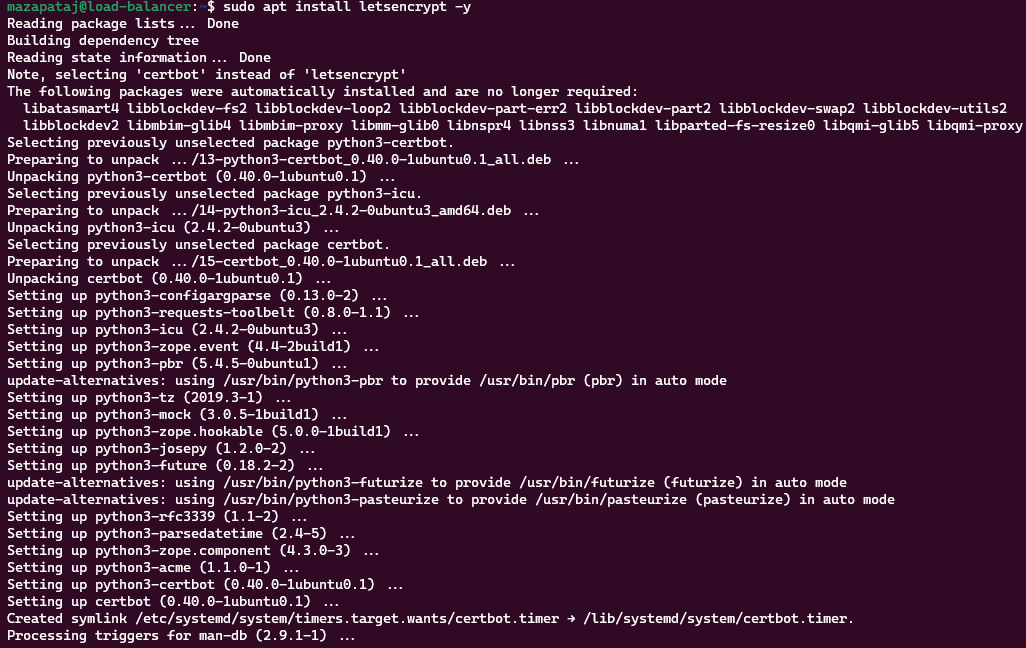 mazapataj@load-balancer:~$ sudo apt install letsencrypt -y
Reading package lists... Done
Building dependency tree
Reading state information... Done
Note, selecting 'certbot' instead of 'letsencrypt'
The following packages were automatically installed and are no longer required:
  libatasmart4 libblockdev-fs2 libblockdev-loop2 libblockdev-part-err2 libblockdev-part2 libblockdev-swap2 libblockdev-utils2
  libblockdev2 libmbim-glib4 libmbim-proxy libmm-glib0 libnspr4 libnss3 libnuma1 libparted-fs-resize0 libqmi-glib5 libqmi-proxy
Selecting previously unselected package python3-certbot.
Preparing to unpack .../13-python3-certbot_0.40.0-1ubuntu0.1_all.deb ...
Unpacking python3-certbot (0.40.0-1ubuntu0.1) ...
Selecting previously unselected package python3-icu.
Preparing to unpack .../14-python3-icu_2.4.2-0ubuntu3_amd64.deb ...
Unpacking python3-icu (2.4.2-0ubuntu3) ...
Selecting previously unselected package certbot.
Preparing to unpack .../15-certbot_0.40.0-1ubuntu0.1_all.deb ...
Unpacking certbot (0.40.0-1ubuntu0.1) ...
Setting up python3-configargparse (0.13.0-2) ...
Setting up python3-requests-toolbelt (0.8.0-1.1) ...
Setting up python3-icu (2.4.2-0ubuntu3) ...
Setting up python3-zope.event (4.4-2build1) ...
Setting up python3-pbr (5.4.5-0ubuntu1) ...
update-alternatives: using /usr/bin/python3-pbr to provide /usr/bin/pbr (pbr) in auto mode
Setting up python3-tz (2019.3-1) ...
Setting up python3-mock (3.0.5-1build1) ...
Setting up python3-zope.hookable (5.0.0-1build1) ...
Setting up python3-josepy (1.2.0-2) ...
Setting up python3-future (0.18.2-2) ...
update-alternatives: using /usr/bin/python3-futurize to provide /usr/bin/futurize (futurize) in auto mode
update-alternatives: using /usr/bin/python3-pasteurize to provide /usr/bin/pasteurize (pasteurize) in auto mode
Setting up python3-rfc3339 (1.1-2) ...
Setting up python3-parsedatetime (2.4-5) ...
Setting up python3-zope.component (4.3.0-3) ...
Setting up python3-acme (1.1.0-1) ...
Setting up python3-certbot (0.40.0-1ubuntu0.1) ...
Setting up certbot (0.40.0-1ubuntu0.1) ...
Created symlink /etc/systemd/system/timers.target.wants/certbot.timer → /lib/systemd/system/certbot.timer.
Processing triggers for man-db (2.9.1-1) ...